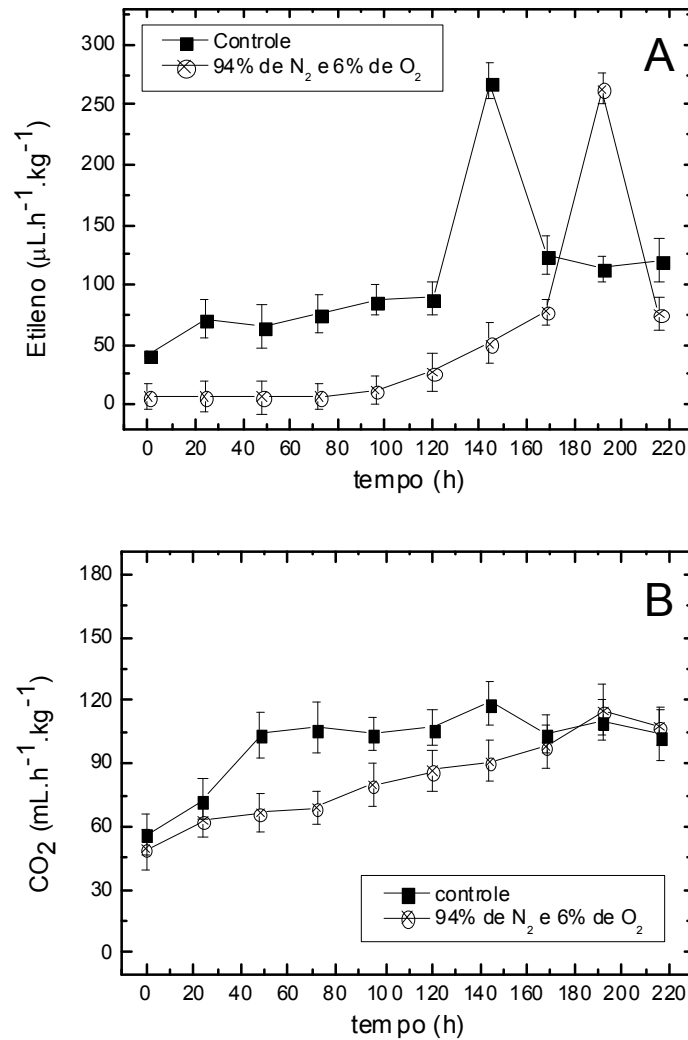 A
Controle
94% de N₂ e 6% de O₂
300
250
200
150
100
50
0
Etileno (μL.h⁻¹.kg⁻¹)
0 20 40 60 80 100 120 140 160 180 200 220
tempo (h)
B
180
150
120
90
60
30
0
CO₂ (mL.h⁻¹.kg⁻¹)
controle
94% de N₂ e 6% de O₂
0 20 40 60 80 100 120 140 160 180 200 220
tempo (h)